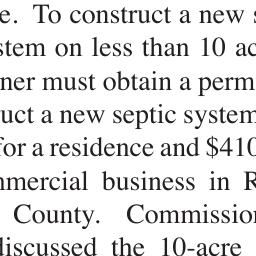 e. To construct a new
stem on less than 10 ac
ner must obtain a perm
uct a new septic system
for a residence and $410
mmercial business in R
County. Commission
discussed the 10-acre